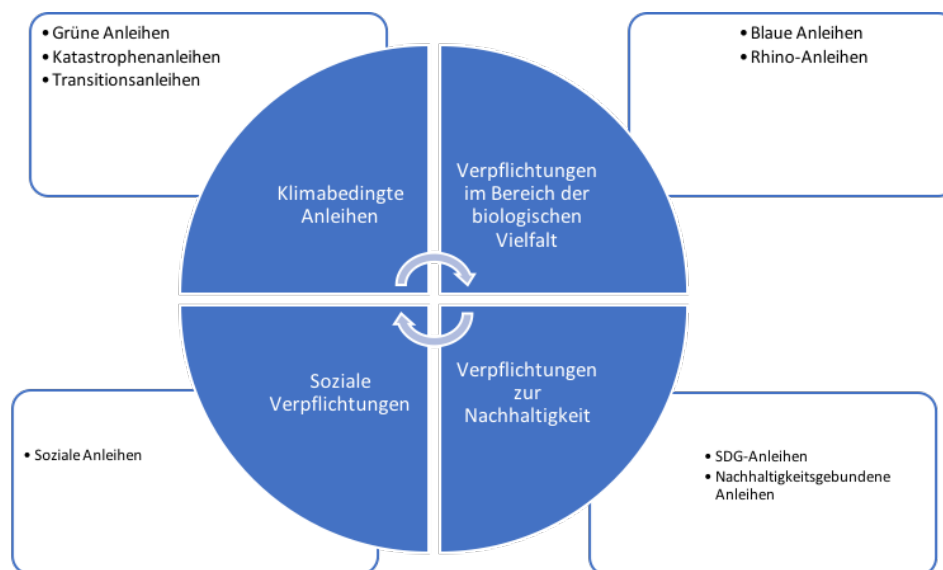 • Grüne Anleihen
• Katastrophenanleihen
• Transitionsanleihen
• Blaue Anleihen
• Rhino-Anleihen
Klimabedingte
Anleihen
Verpflichtungen
im Bereich der
biologischen
Vielfalt
Soziale
Verpflichtungen
Verpflichtungen
zur
Nachhaltigkeit
• Soziale Anleihen
• SDG-Anleihen
• Nachhaltigkeitsgebundene
Anleihen